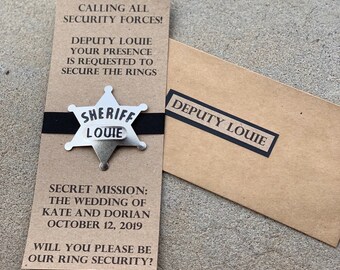 CALLING ALL
SECURITY FORCES!
DEPUTY LOUIE
YOUR PRESENCE
IS REQUESTED TO
SECURE THE RINGS
SHERIFF
LOUIE
SECRET MISSION:
THE WEDDING OF
KATE AND DORIAN
OCTOBER 12, 2019
WILL YOU PLEASE BE
OUR RING SECURITY?
DEPUTY LOUIE